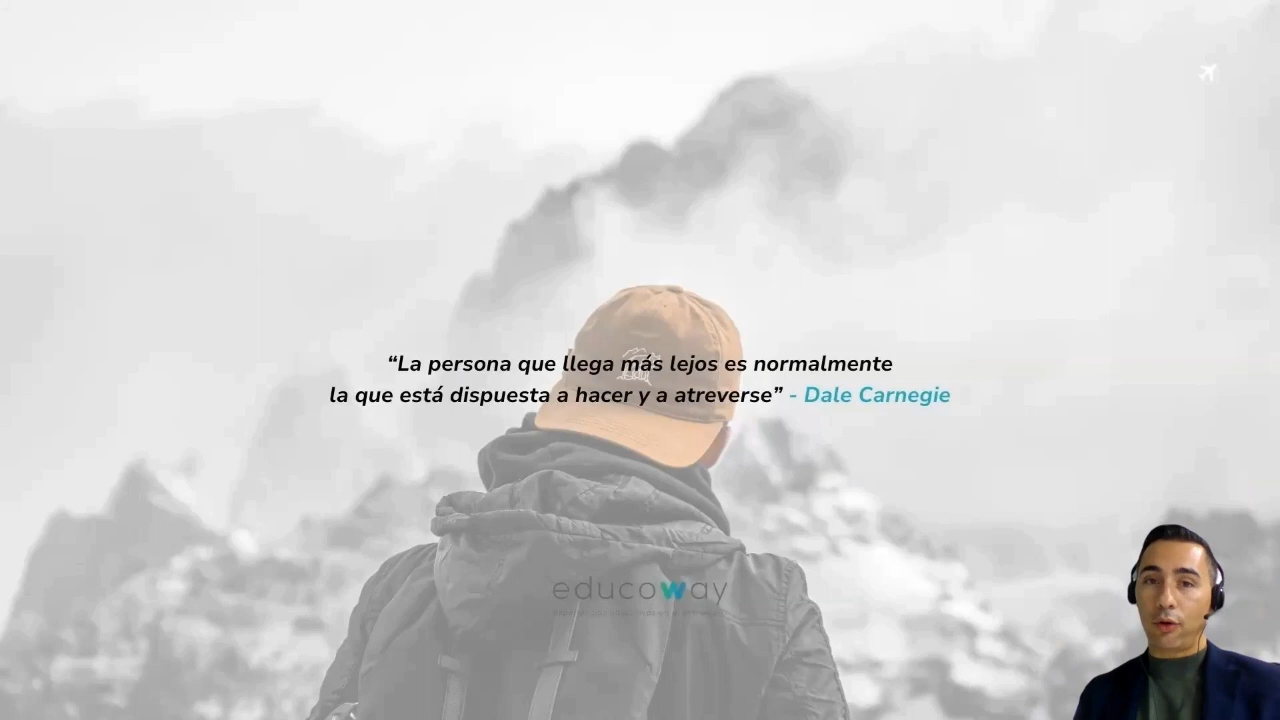 “La persona que llega más lejos es normalmente
la que está dispuesta a hacer y a atreverse” - Dale Carnegie
educoway